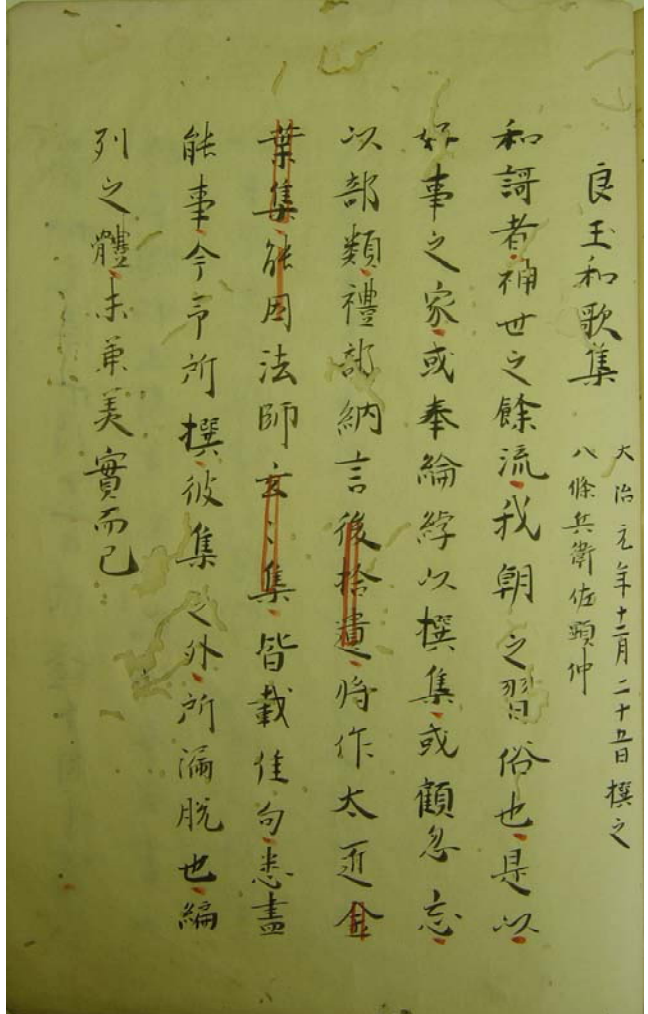 良玉和歌集
大治元年十二月二十五日撰之
八條兵衛佐顕仲
和謌者神世之餘流我朝之習俗也是以
好事之家或奉綸綍以撰集或顧忽忘
以部類禮部納言後拾遺将作太匠金
葉集能因法師玄〻集皆載佳句悉盡
能事今予所撰彼集之外所漏脱也編
列之體未兼美實而已